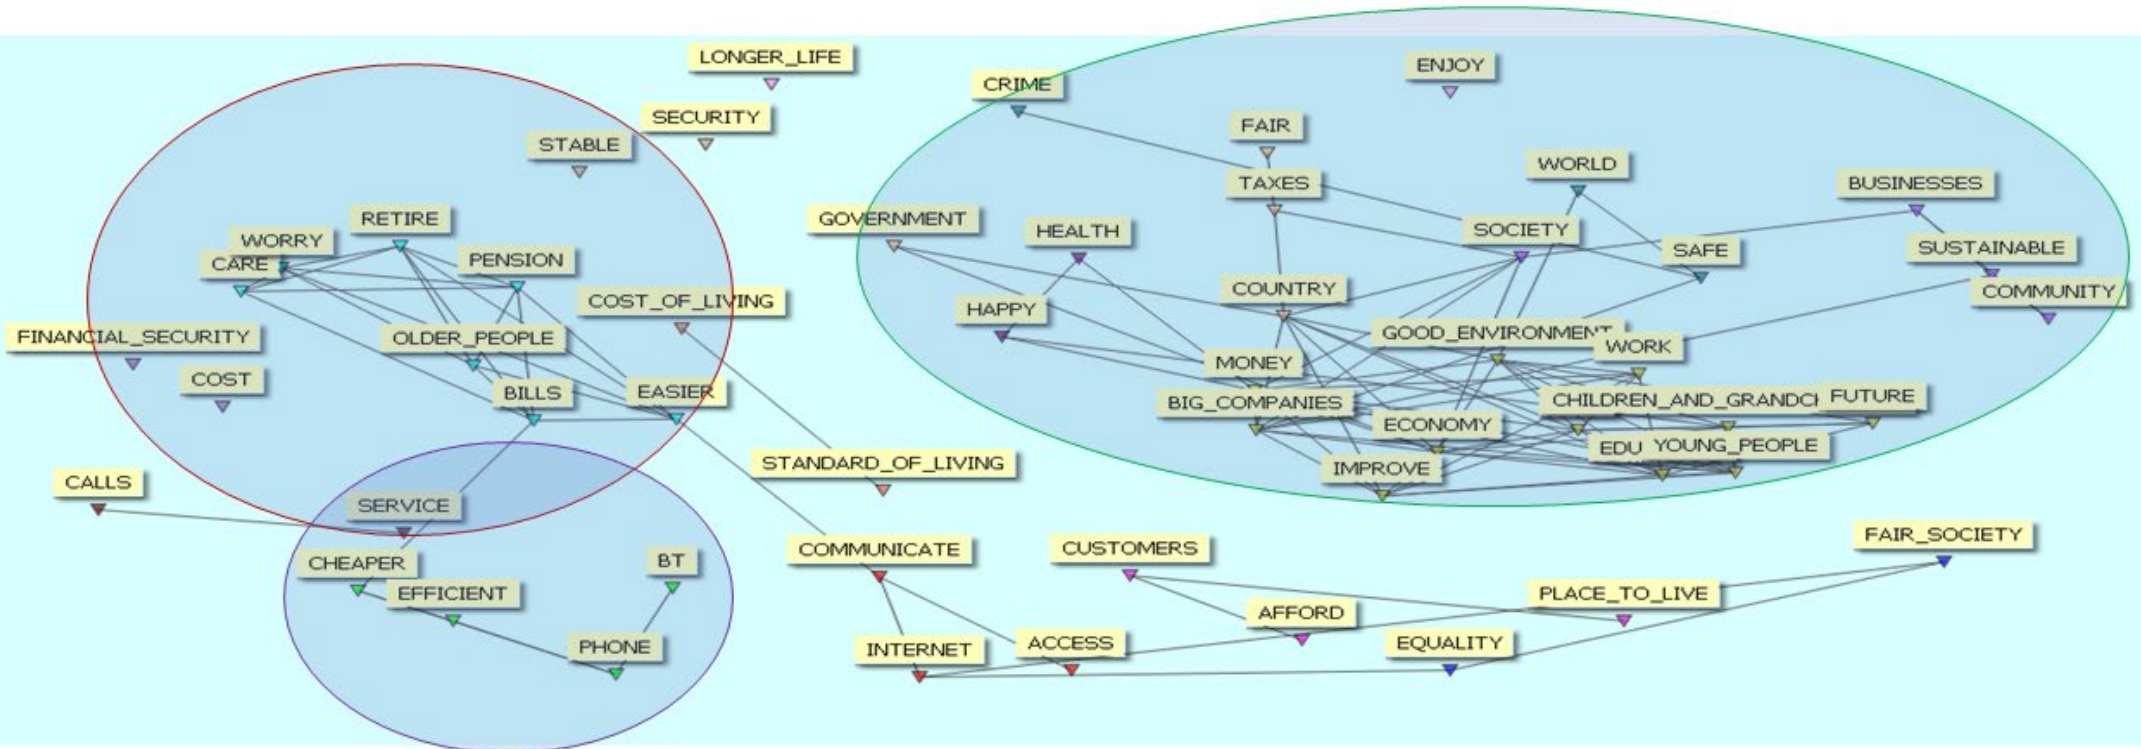 LONGER_LIFE
SECURITY
STABLE
RETIRE
WORRY
CARE
PENSION
COST_OF_LIVING
FINANCIAL_SECURITY
OLDER_PEOPLE
COST
BILLS
EASIER
CALLS
SERVICE
CHEAPER
EFFICIENT
BT
PHONE
STANDARD_OF_LIVING
COMMUNICATE
CUSTOMERS
INTERNET
ACCESS
AFFORD
EQUALITY
PLACE_TO_LIVE
FAIR_SOCIETY
CRIME
ENJOY
FAIR
TAXES
WORLD
BUSINESSES
GOVERNMENT
HEALTH
SOCIETY
SAFE
SUSTAINABLE
COUNTRY
COMMUNITY
HAPPY
GOOD_ENVIRONMENT
WORK
MONEY
BIG_COMPANIES
CHILDREN_AND_GRANDCH
FUTURE
ECONOMY
EDU
YOUNG_PEOPLE
IMPROVE